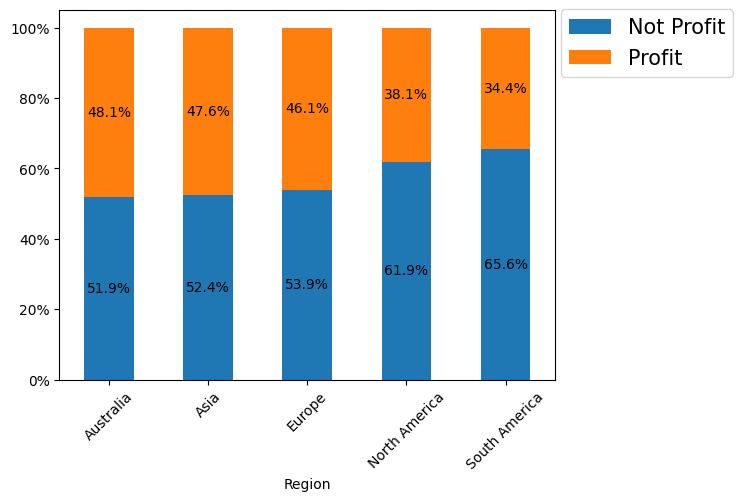 Not Profit
Profit
100%
80%
60%
40%
20%
0%
48.1%
47.6%
46.1%
38.1%
34.4%
51.9%
52.4%
53.9%
61.9%
65.6%
Australia
Asia
Europe
North America
South America
Region